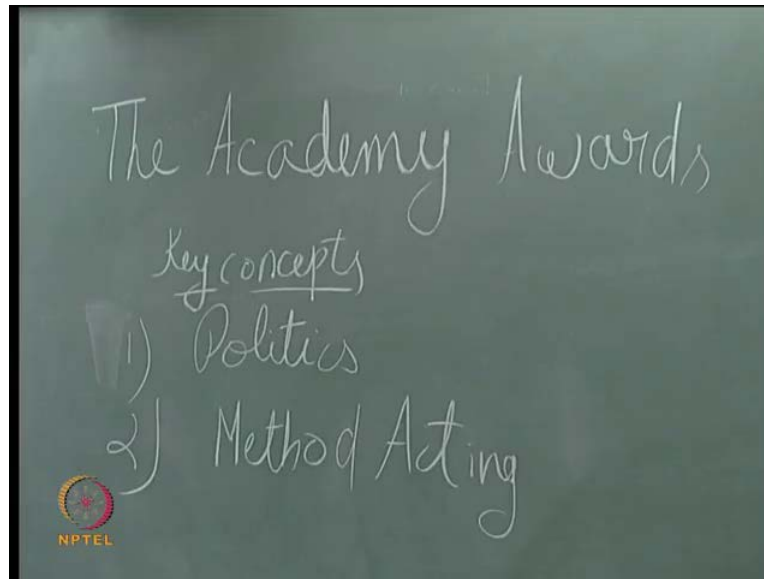 The Academy Awards
Key concepts
1) Politics
2) Method Acting
NPTEL